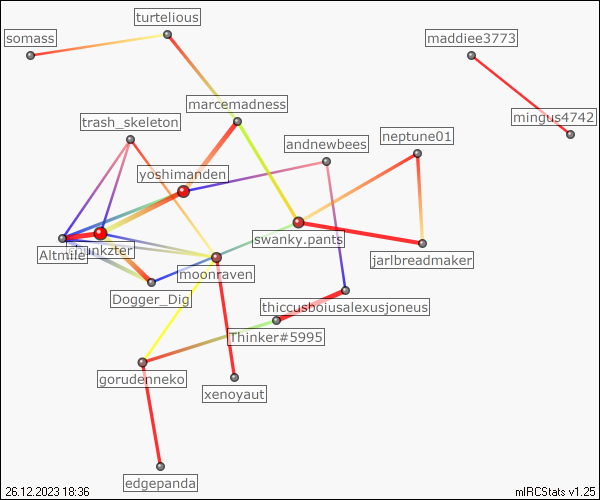 turtelious
somass
maddiee3773
marcemadness
mingus4742
trash_skeleton
neptune01
andnewbees
yoshimanden
swanky.pants
Altmile
jarlbreadmaker
moonraven
Dogger_Dig
thiccusboiusalexusjoneus
Thinker#5995
gorudenneko
xenoyaut
edgepanda
26.12.2023 18:36
mIRCStats v1.25